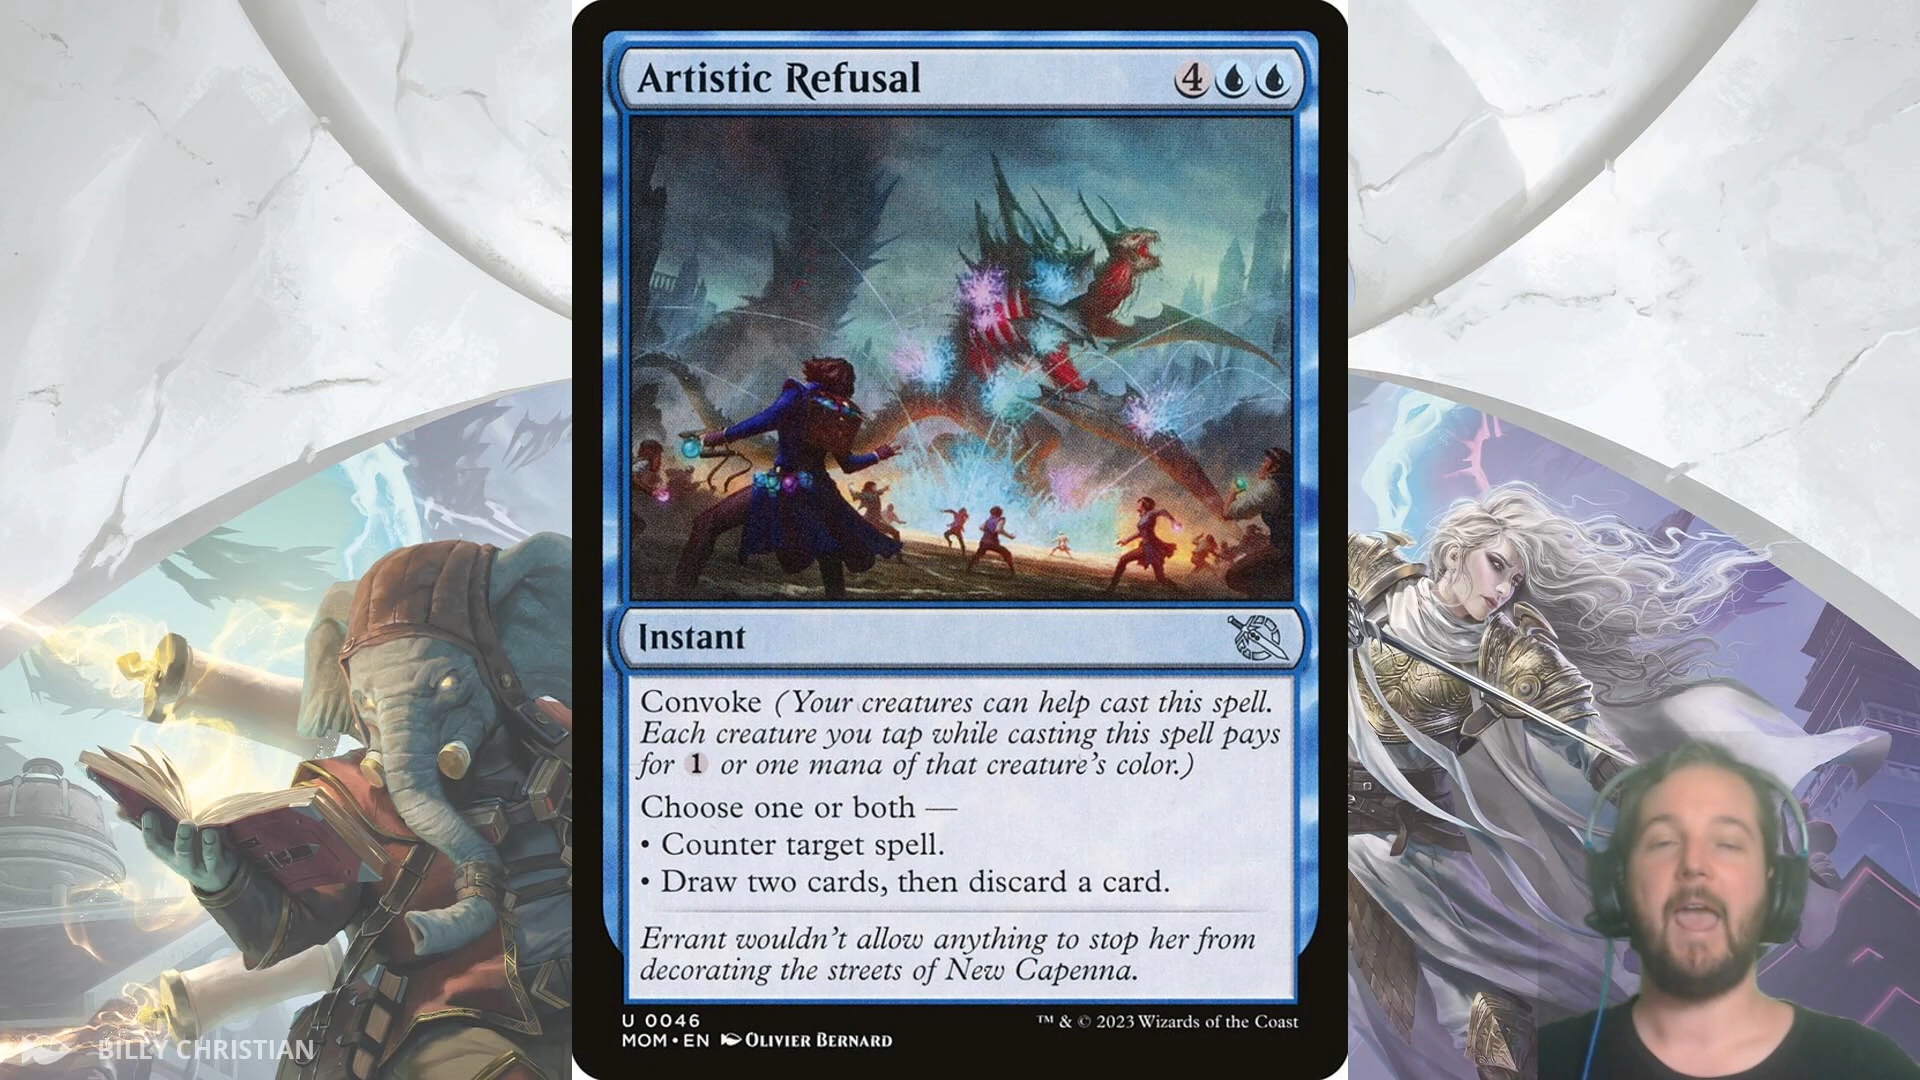 Artistic Refusal 4
Instant
Convoke (Your creatures can help cast this spell.
Each creature you tap while casting this spell pays
for 1 or one mana of that creature's color.)
Choose one or both —
• Counter target spell.
• Draw two cards, then discard a card.
Errant wouldn't allow anything to stop her from
decorating the streets of New Capenna.
U 0046
MOM • EN OLIVIER BERNARD
™ & © 2023 Wizards of the Coast
BILLY CHRISTIAN